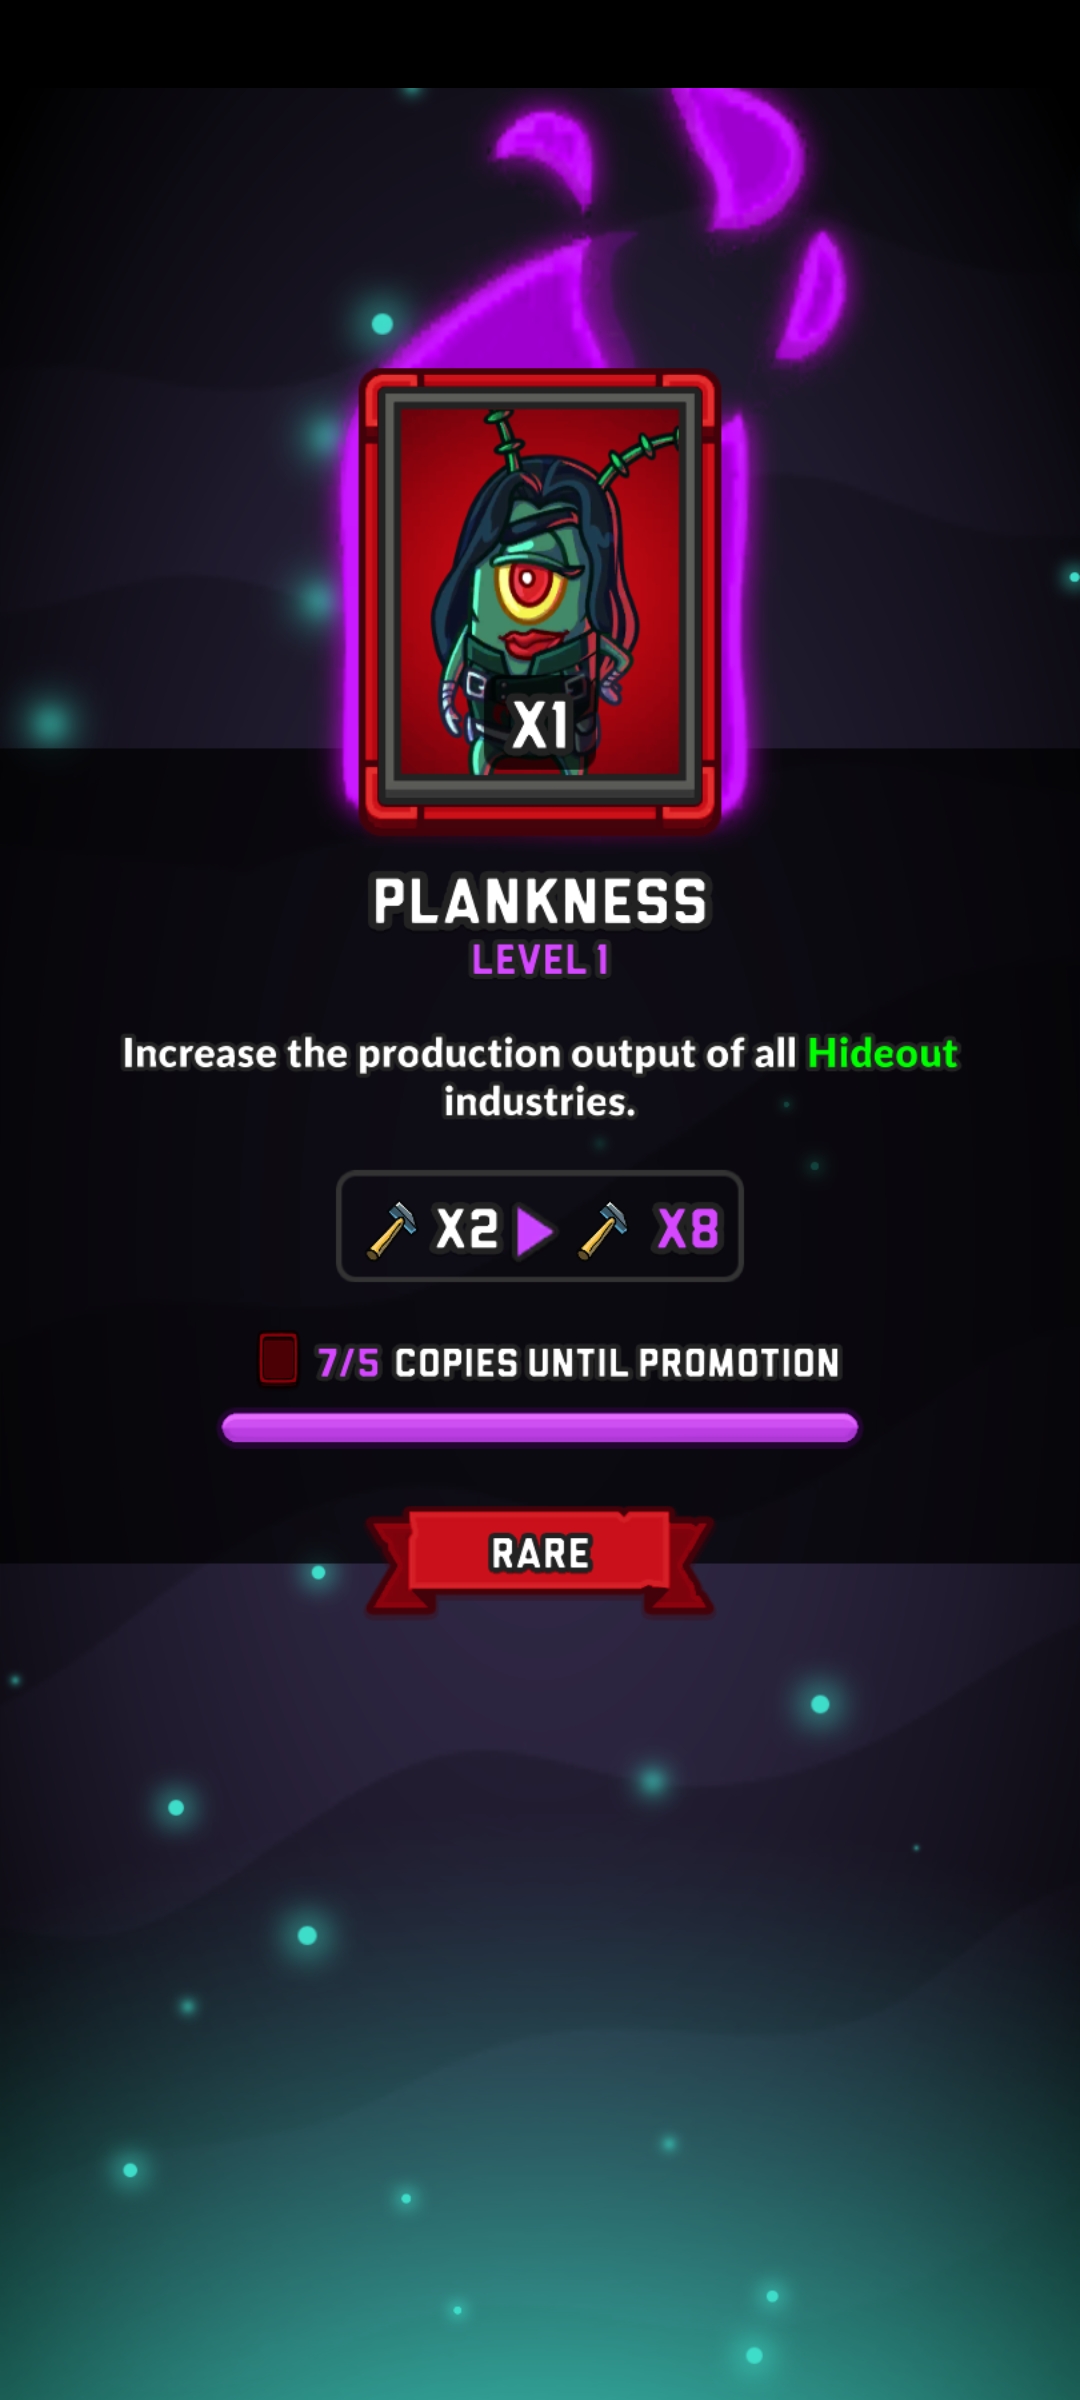 X1
PLANKNESS
LEVEL 1
Increase the production output of all Hideout
industries.
X2 X8
7/5 COPIES UNTIL PROMOTION
RARE